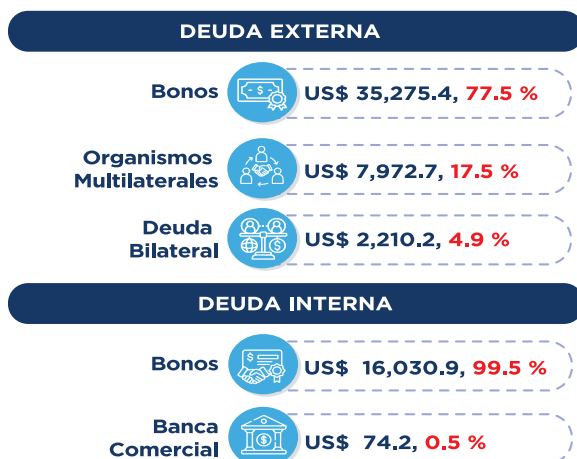 DEUDA EXTERNA
Bonos
US$ 35,275.4, 77.5 %
Organismos
Multilaterales
US$ 7,972.7, 17.5 %
Deuda
Bilateral
US$ 2,210.2, 4.9 %
DEUDA INTERNA
Bonos
US$ 16,030.9, 99.5 %
Banca
Comercial
US$ 74.2, 0.5 %